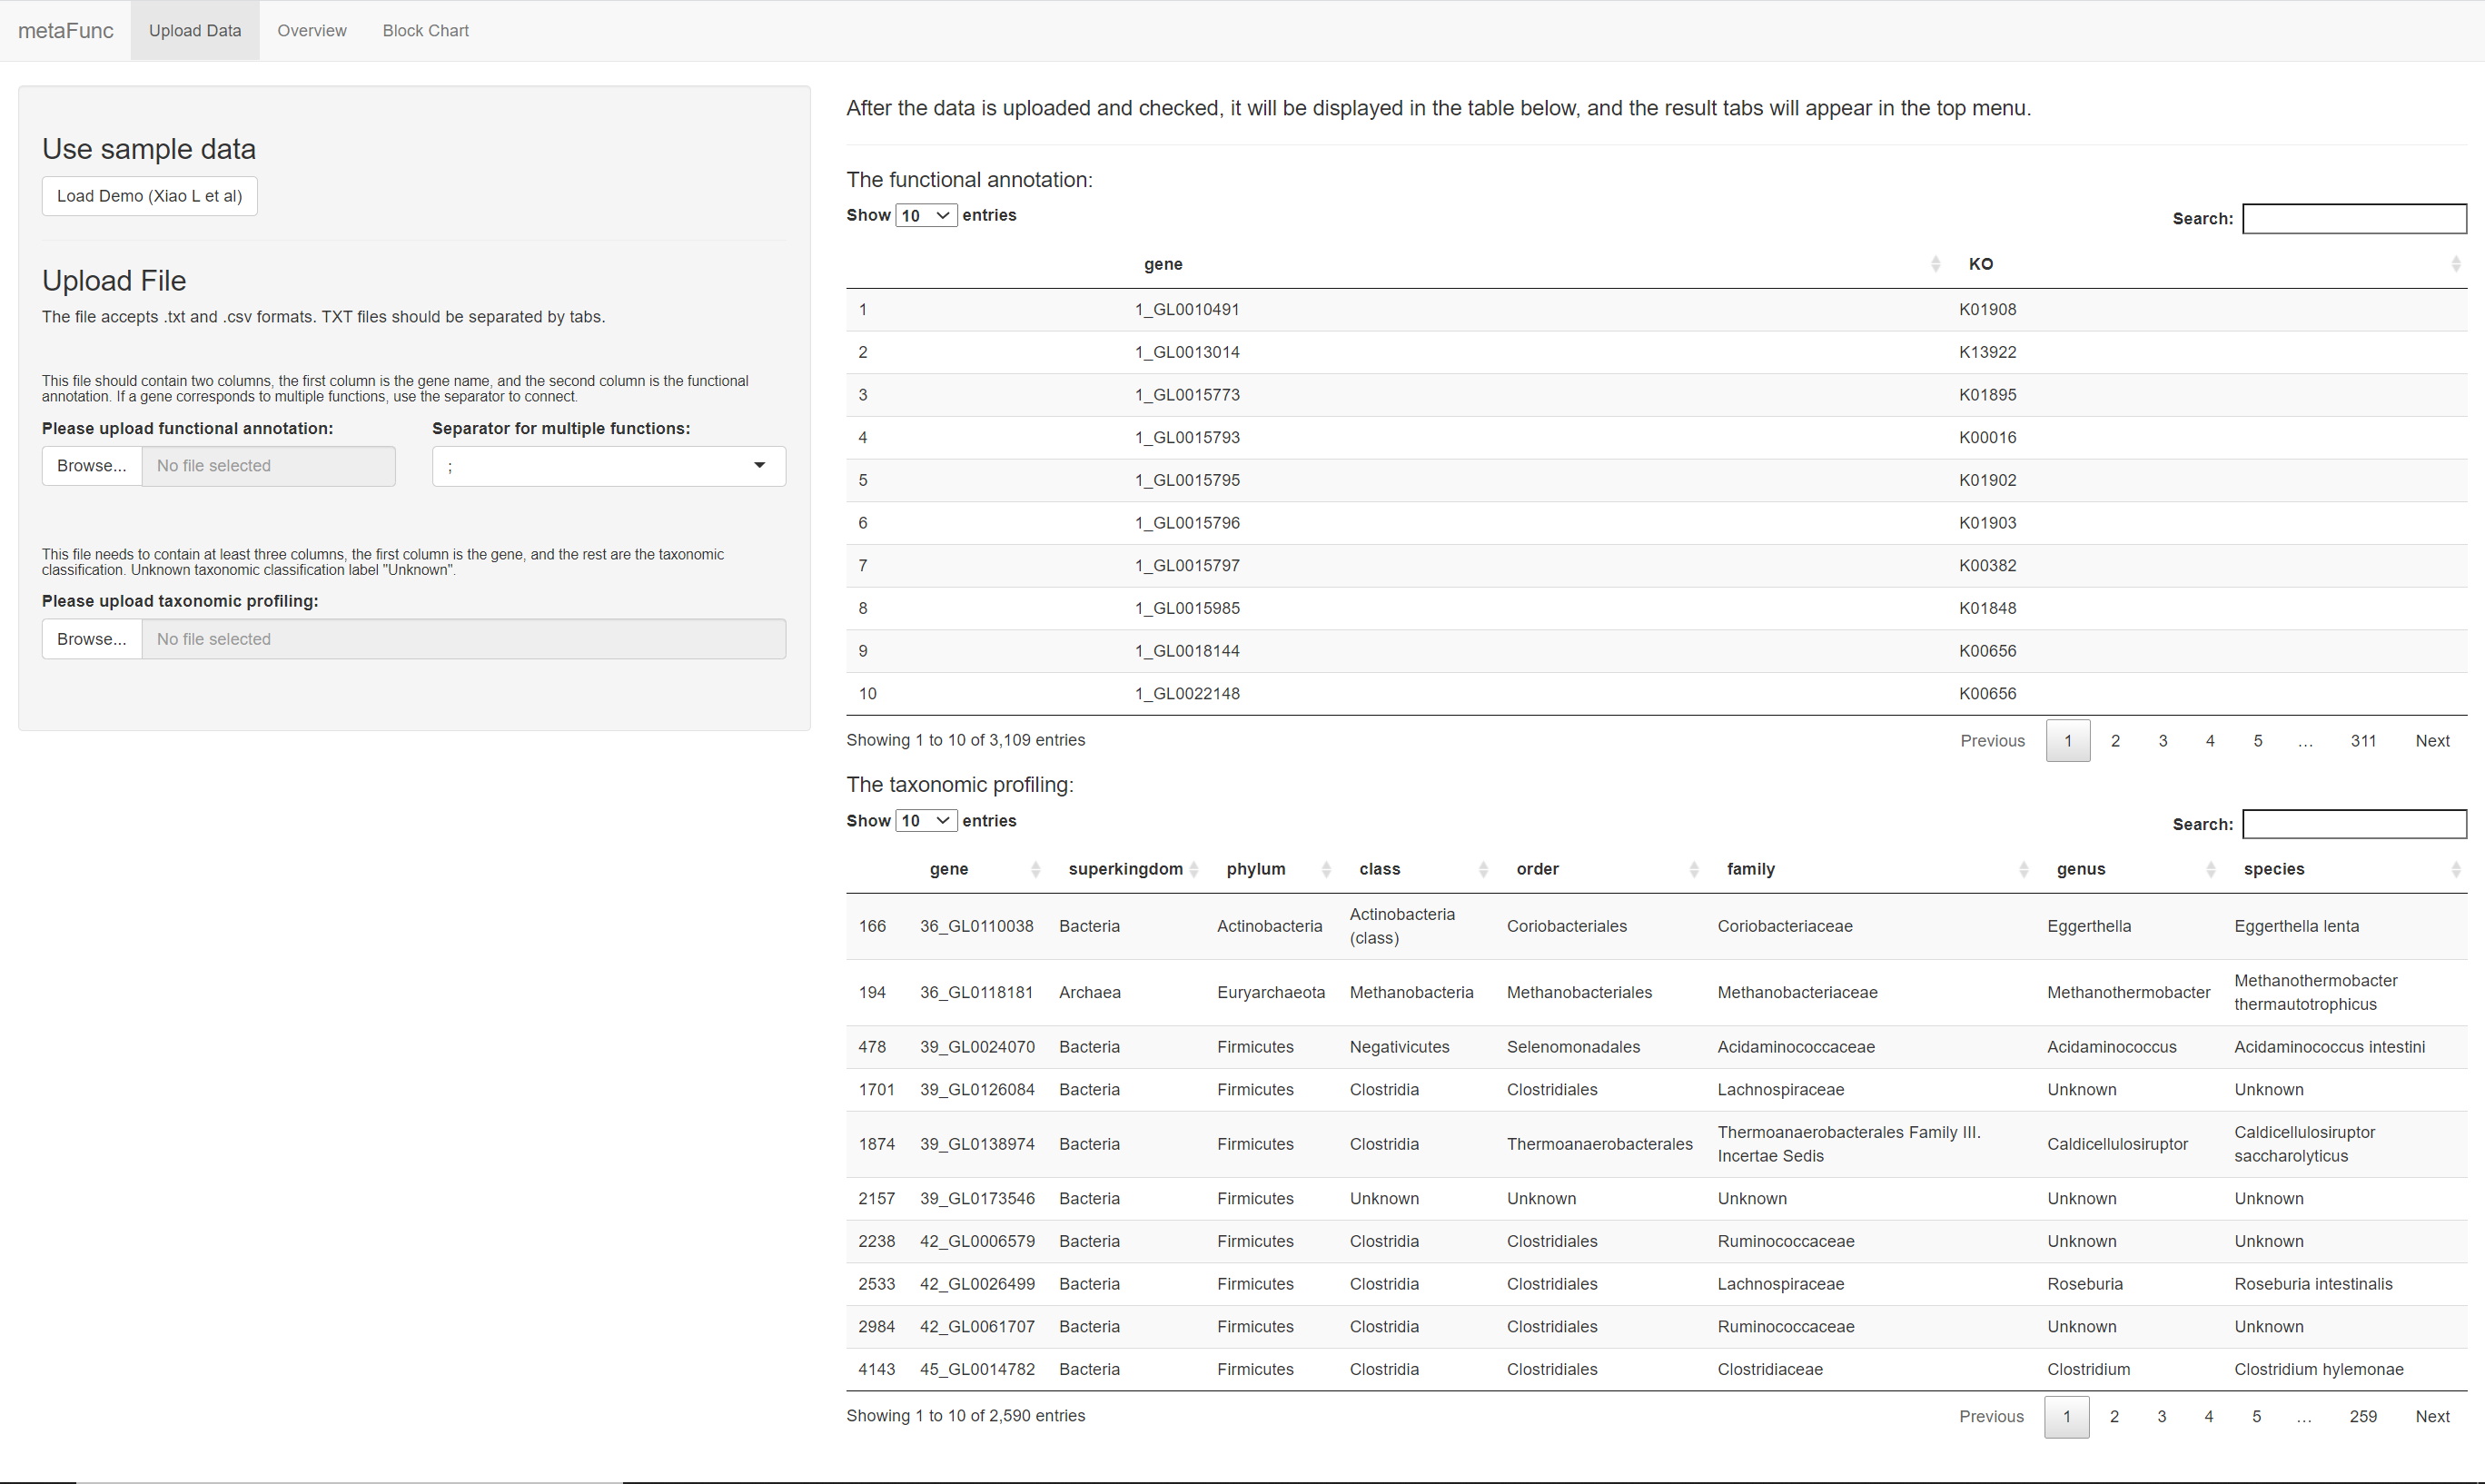 metaFunc Upload Data Overview Block Chart
Use sample data
Load Demo (Xiao L et al)
Upload File
The file accepts .txt and .csv formats. TXT files should be separated by tabs.
This file should contain two columns, the first column is the gene name, and the second column is the functional
annotation. If a gene corresponds to multiple functions, use the separator to connect.
Please upload functional annotation: Separator for multiple functions:
Browse... No file selected ;
This file needs to contain at least three columns, the first column is the gene, and the rest are the taxonomic
classification. Unknown taxonomic classification label "Unknown".
Please upload taxonomic profiling:
Browse... No file selected
After the data is uploaded and checked, it will be displayed in the table below, and the result tabs will appear in the top menu.
The functional annotation:
Show 10 entries Search:
gene KO
1 1_GL0010491 K01908
2 1_GL0013014 K13922
3 1_GL0015773 K01895
4 1_GL0015793 K00016
5 1_GL0015795 K01902
6 1_GL0015796 K01903
7 1_GL0015797 K00382
8 1_GL0015985 K01848
9 1_GL0018144 K00656
10 1_GL0022148 K00656
Showing 1 to 10 of 3,109 entries Previous 1 2 3 4 5 … 311 Next
The taxonomic profiling:
Show 10 entries Search:
gene superkingdom phylum class order family genus species
166 36_GL0110038 Bacteria Actinobacteria Actinobacteria (class) Coriobacteriales Coriobacteriaceae Eggerthella Eggerthella lenta
194 36_GL0118181 Archaea Euryarchaeota Methanobacteria Methanobacteriales Methanobacteriaceae Methanothermobacter Methanothermobacter thermautotrophicus
478 39_GL0024070 Bacteria Firmicutes Negativicutes Selenomonadales Acidaminococcaceae Acidaminococcus Acidaminococcus intestini
1701 39_GL0126084 Bacteria Firmicutes Clostridia Clostridiales Lachnospiraceae Unknown Unknown
1874 39_GL0138974 Bacteria Firmicutes Clostridia Thermoanaerobacterales Thermoanaerobacterales Family III. Incertae Sedis Caldicellulosiruptor Caldicellulosiruptor saccharolyticus
2157 39_GL0173546 Bacteria Firmicutes Unknown Unknown Unknown Unknown Unknown
2238 42_GL0006579 Bacteria Firmicutes Clostridia Clostridiales Ruminococcaceae Unknown Unknown
2533 42_GL0026499 Bacteria Firmicutes Clostridia Clostridiales Lachnospiraceae Roseburia Roseburia intestinalis
2984 42_GL0061707 Bacteria Firmicutes Clostridia Clostridiales Ruminococcaceae Unknown Unknown
4143 45_GL0014782 Bacteria Firmicutes Clostridia Clostridiales Clostridiaceae Clostridium Clostridium hylemonae
Showing 1 to 10 of 2,590 entries Previous 1 2 3 4 5 … 259 Next